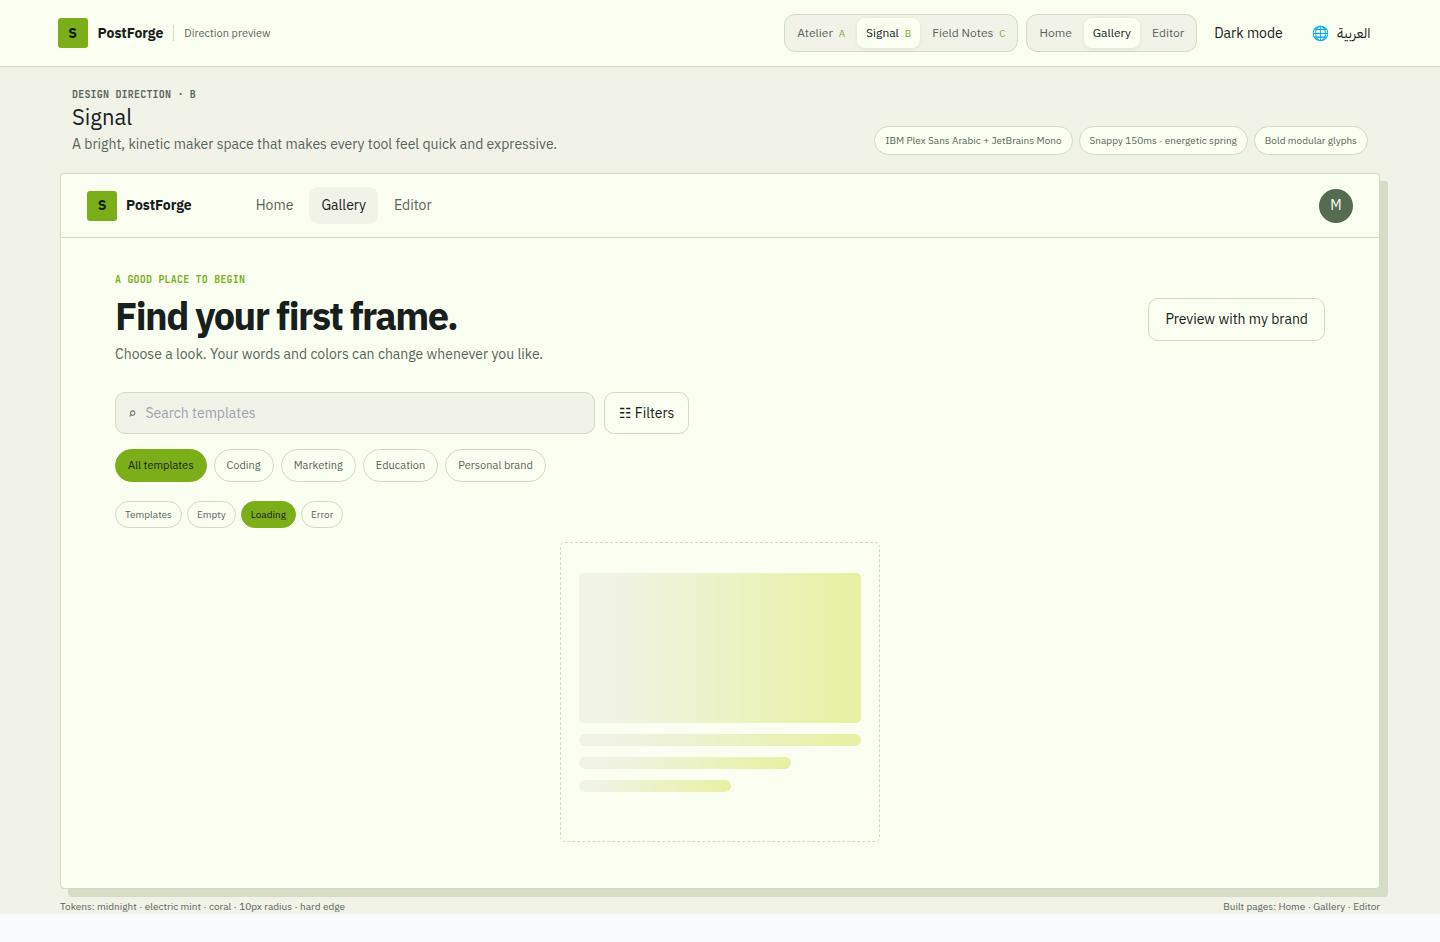 S PostForge Direction preview Atelier A Signal B Field Notes C Home Gallery Editor Dark mode 🌐 العربية
DESIGN DIRECTION · B
Signal
A bright, kinetic maker space that makes every tool feel quick and expressive.
IBM Plex Sans Arabic + JetBrains Mono Snappy 150ms · energetic spring Bold modular glyphs
S PostForge Home Gallery Editor M
A GOOD PLACE TO BEGIN
Find your first frame.
Preview with my brand
Choose a look. Your words and colors can change whenever you like.
Search templates Filters
All templates Coding Marketing Education Personal brand
Templates Empty Loading Error
Tokens: midnight · electric mint · coral · 10px radius · hard edge Built pages: Home · Gallery · Editor